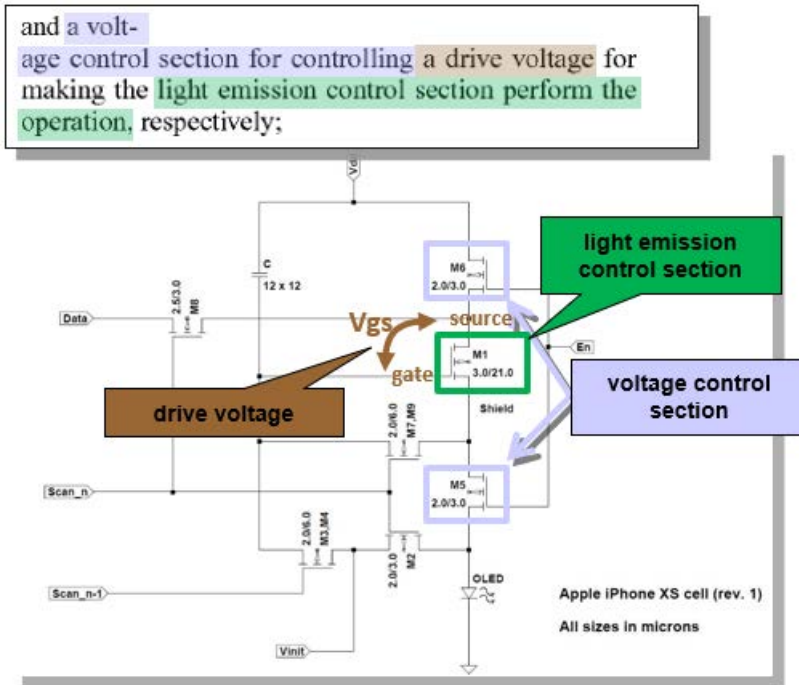 and a volt-
age control section for controlling a drive voltage for
making the light emission control section perform the
operation, respectively;
light emission
control section
C
12 x 12
M6
2.0/3.0
2.5/3.0
M8
Data
Vgs
source
En
M1
3.0/21.0
gate
voltage control
section
drive voltage
Shield
2.0/6.0
M7,M9
M5
2.0/3.0
Scan_n
2.0/6.0
M3,M4
2.0/3.0
M2
OLED
Scan_n-1
Apple iPhone XS cell (rev. 1)
All sizes in microns
Vinit